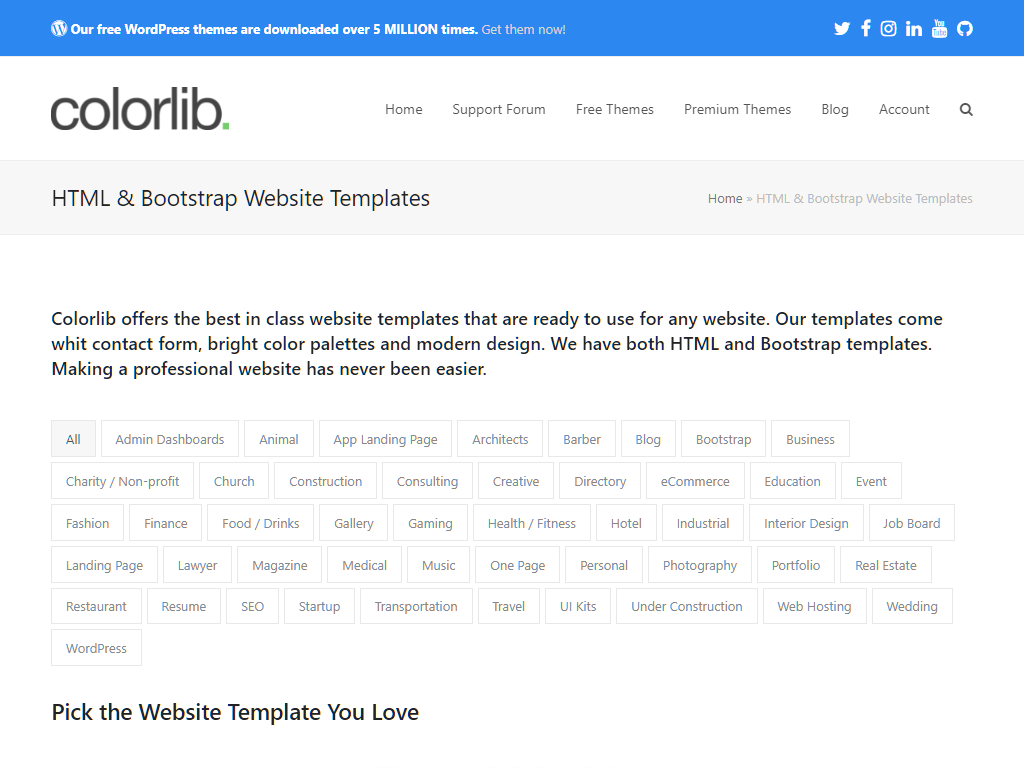 Our free WordPress themes are downloaded over 5 MILLION times. Get them now!
colorlib.
Home Support Forum Free Themes Premium Themes Blog Account
HTML & Bootstrap Website Templates
Home » HTML & Bootstrap Website Templates
Colorlib offers the best in class website templates that are ready to use for any website. Our templates come
whit contact form, bright color palettes and modern design. We have both HTML and Bootstrap templates.
Making a professional website has never been easier.
All Admin Dashboards Animal App Landing Page Architects Barber Blog Bootstrap Business
Charity / Non-profit Church Construction Consulting Creative Directory eCommerce Education Event
Fashion Finance Food / Drinks Gallery Gaming Health / Fitness Hotel Industrial Interior Design Job Board
Landing Page Lawyer Magazine Medical Music One Page Personal Photography Portfolio Real Estate
Restaurant Resume SEO Startup Transportation Travel UI Kits Under Construction Web Hosting Wedding
WordPress
Pick the Website Template You Love